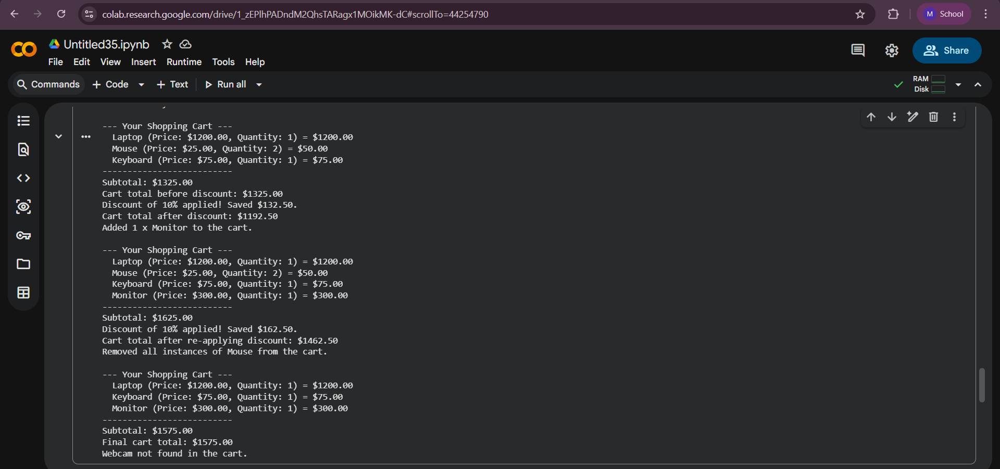 colab.research.google.com/drive/1_zEPlhPADndM2QhsTARagx1MOikMK-dC#scrollTo=44254790
M School
Untitled35.ipynb
File Edit View Insert Runtime Tools Help
Share
Commands + Code + Text Run all
RAM
Disk
--- Your Shopping Cart ---
Laptop (Price: $1200.00, Quantity: 1) = $1200.00
Mouse (Price: $25.00, Quantity: 2) = $50.00
Keyboard (Price: $75.00, Quantity: 1) = $75.00
--------------------------
Subtotal: $1325.00
Cart total before discount: $1325.00
Discount of 10% applied! Saved $132.50.
Cart total after discount: $1192.50
Added 1 x Monitor to the cart.
--- Your Shopping Cart ---
Laptop (Price: $1200.00, Quantity: 1) = $1200.00
Mouse (Price: $25.00, Quantity: 2) = $50.00
Keyboard (Price: $75.00, Quantity: 1) = $75.00
Monitor (Price: $300.00, Quantity: 1) = $300.00
--------------------------
Subtotal: $1625.00
Discount of 10% applied! Saved $162.50.
Cart total after re-applying discount: $1462.50
Removed all instances of Mouse from the cart.
--- Your Shopping Cart ---
Laptop (Price: $1200.00, Quantity: 1) = $1200.00
Keyboard (Price: $75.00, Quantity: 1) = $75.00
Monitor (Price: $300.00, Quantity: 1) = $300.00
--------------------------
Subtotal: $1575.00
Final cart total: $1575.00
Webcam not found in the cart.